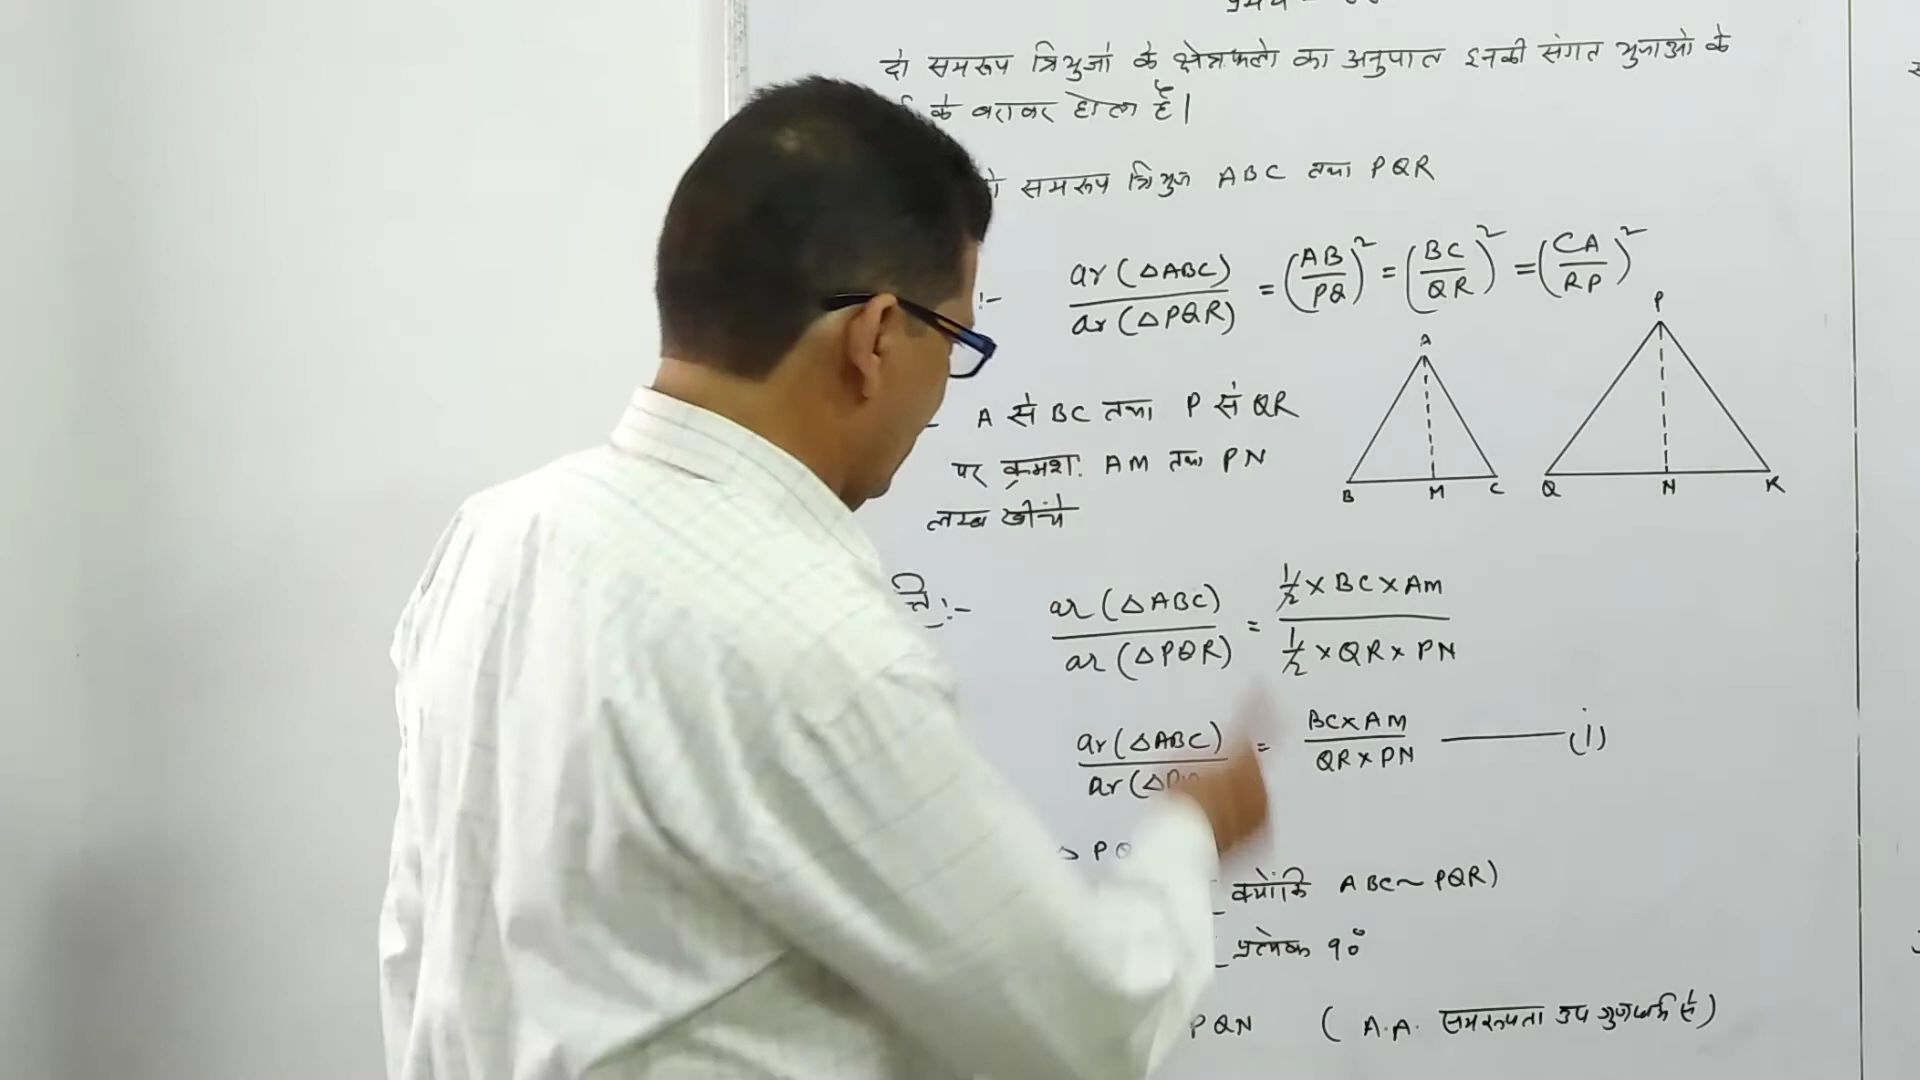 दो समरूप त्रिभुजों के क्षेत्रफलो का अनुपात इनकी संगत भुजाओ के
के बराबर होता है।
समरूप त्रिभुज ABC तथा PQR
:- ar(△ABC)/ar(△PQR) = (AB/PQ)² = (BC/QR)² = (CA/RP)²
A
P
B M C
Q N R
- A से BC तथा P से QR
पर क्रमशः AM तथा PN
लम्ब खींचे
:- ar(△ABC)/ar(△PQR) = ½×BC×AM/½×QR×PN
ar(△ABC)/ar(△PQ = BC×AM/QR×PN —— (i)
△PQ
क्योंकि ABC~PQR)
प्रत्येक 90°
PQN (A.A. समरूपता उप गुणधर्म से)